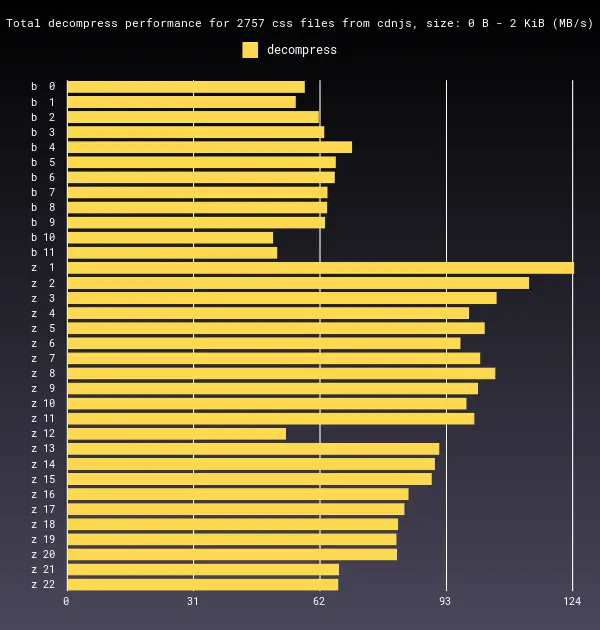 Total decompress performance for 2757 css files from cdnjs, size: 0 B - 2 KiB (MB/s)
decompress
b 0
b 1
b 2
b 3
b 4
b 5
b 6
b 7
b 8
b 9
b 10
b 11
z 1
z 2
z 3
z 4
z 5
z 6
z 7
z 8
z 9
z 10
z 11
z 12
z 13
z 14
z 15
z 16
z 17
z 18
z 19
z 20
z 21
z 22
0 31 62 93 124